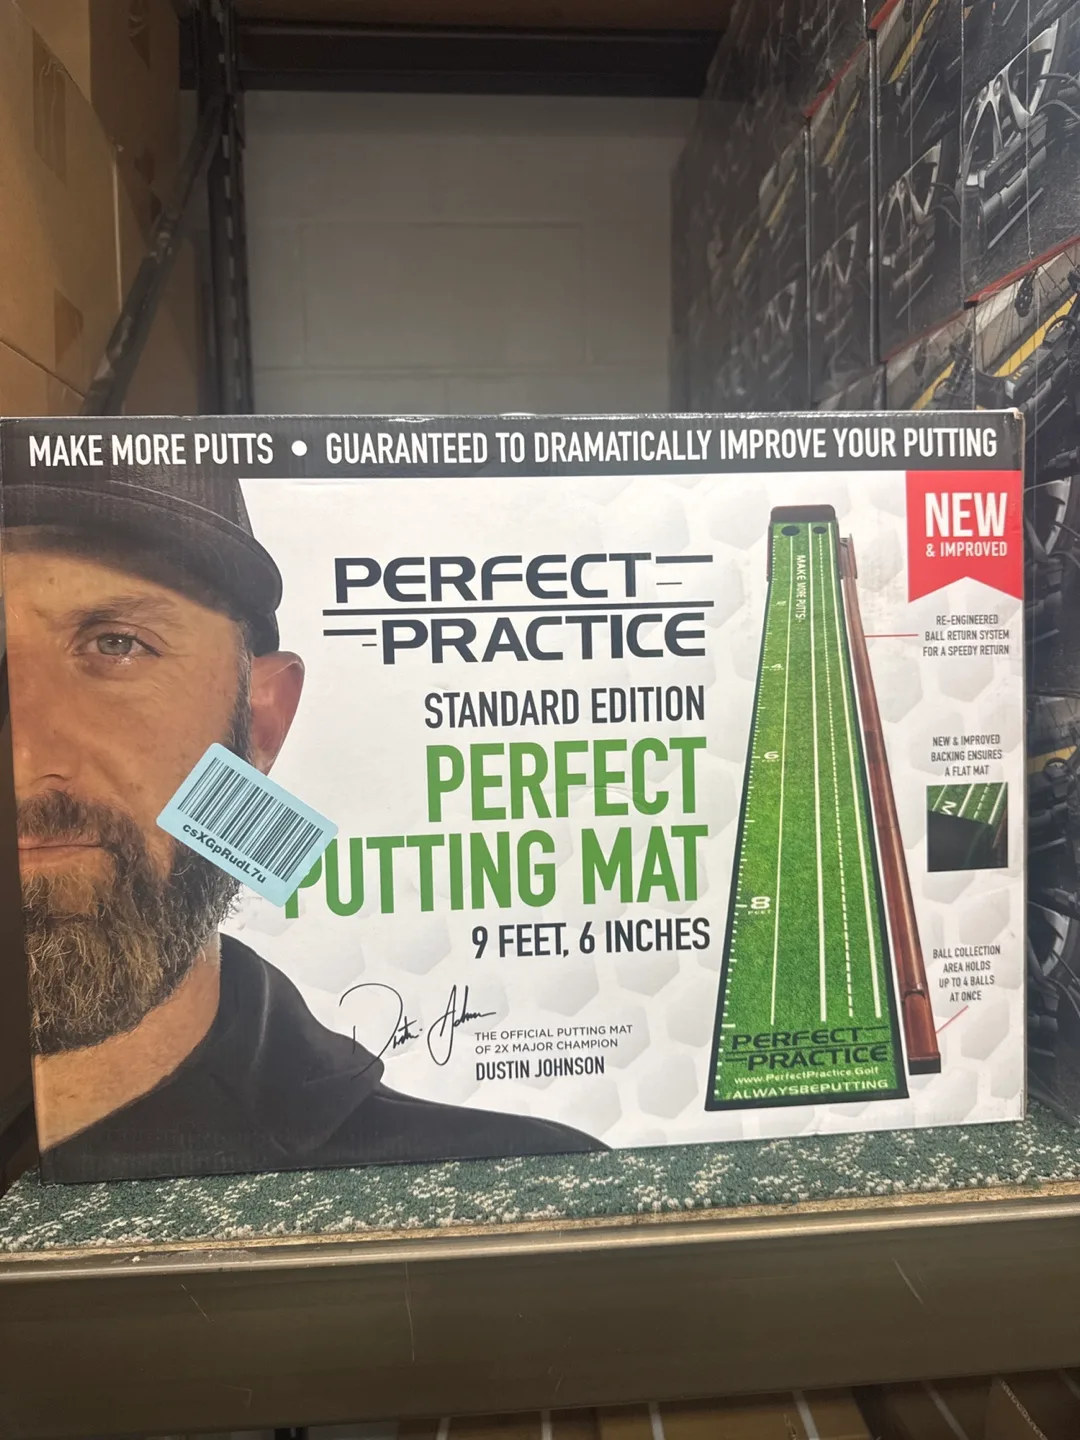 MAKE MORE PUTTS • GUARANTEED TO DRAMATICALLY IMPROVE YOUR PUTTING
NEW
& IMPROVED
PERFECT
PRACTICE
STANDARD EDITION
PERFECT
PUTTING MAT
9 FEET, 6 INCHES
Dustin Johnson
THE OFFICIAL PUTTING MAT
OF 2X MAJOR CHAMPION
DUSTIN JOHNSON
csXGpRudL7u
MAKE MORE PUTTS
4
6
8
FEET
PERFECT
PRACTICE
www.PerfectPractice.Golf
#ALWAYSBEPUTTING
RE-ENGINEERED
BALL RETURN SYSTEM
FOR A SPEEDY RETURN
NEW & IMPROVED
BACKING ENSURES
A FLAT MAT
BALL COLLECTION
AREA HOLDS
UP TO 4 BALLS
AT ONCE